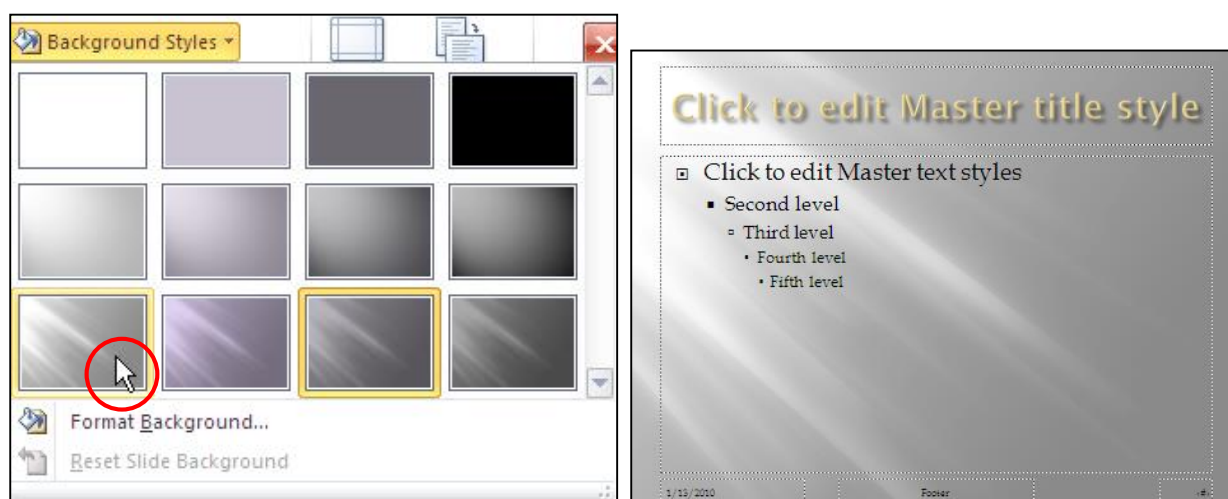 Background Styles
Format Background...
Reset Slide Background
Click to edit Master title style
Click to edit Master text styles
Second level
Third level
Fourth level
Fifth level
1/13/2010
Footer
‹#›